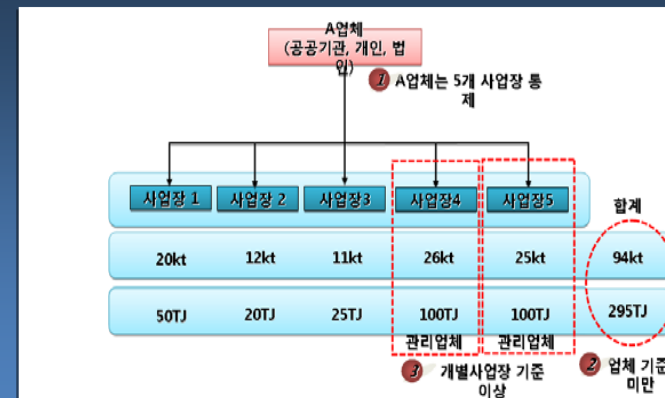 A업체
(공공기관, 개인, 법
인)
1 A업체는 5개 사업장 통
제
사업장 1 사업장 2 사업장3 사업장4 사업장5
합계
20kt 12kt 11kt 26kt 25kt 94kt
50TJ 20TJ 25TJ 100TJ 100TJ 295TJ
관리업체 관리업체
3 개별사업장 기준
이상
2 업체 기준
미만